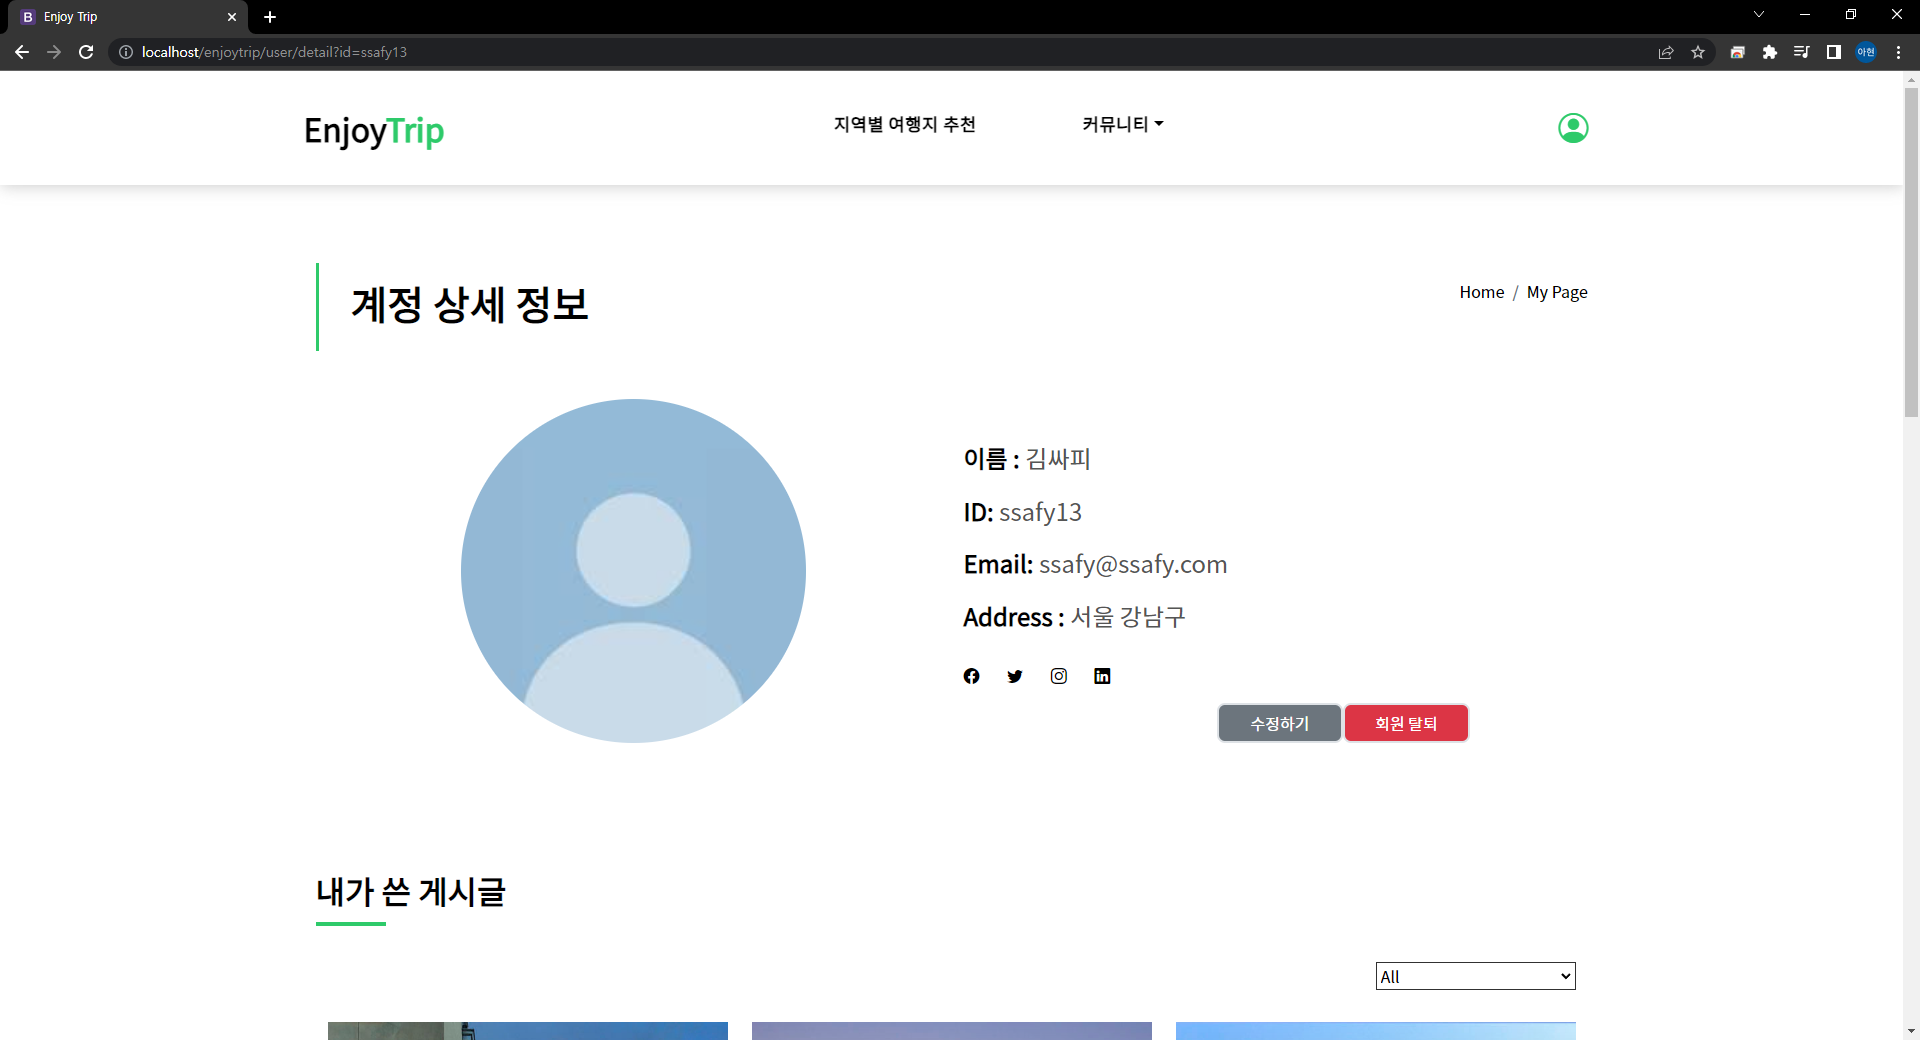 Enjoy Trip
localhost/enjoytrip/user/detail?id=ssafy13
아현
EnjoyTrip
지역별 여행지 추천
커뮤니티
계정 상세 정보
Home / My Page
이름 : 김싸피
ID: ssafy13
Email: ssafy@ssafy.com
Address : 서울 강남구
수정하기
회원 탈퇴
내가 쓴 게시글
All